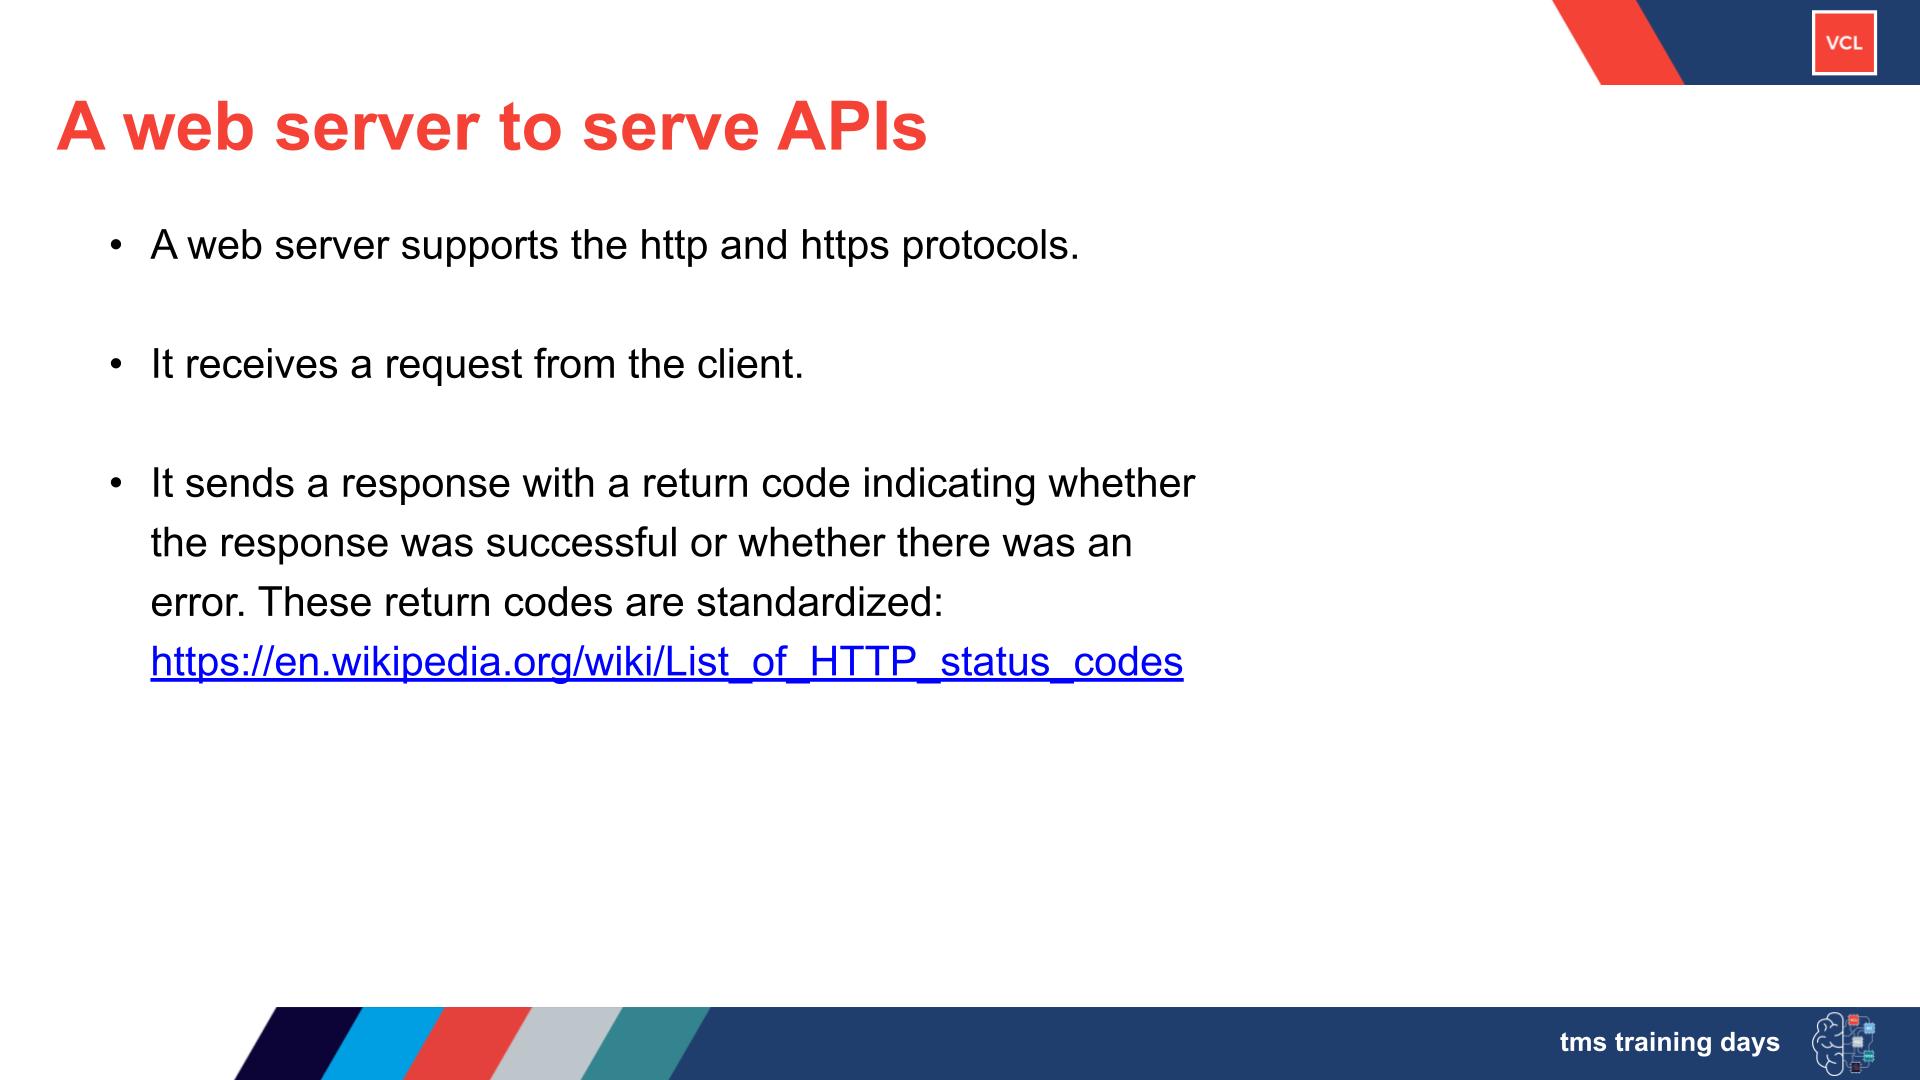 VCL
A web server to serve APIs
• A web server supports the http and https protocols.
• It receives a request from the client.
• It sends a response with a return code indicating whether
the response was successful or whether there was an
error. These return codes are standardized:
https://en.wikipedia.org/wiki/List_of_HTTP_status_codes
tms training days